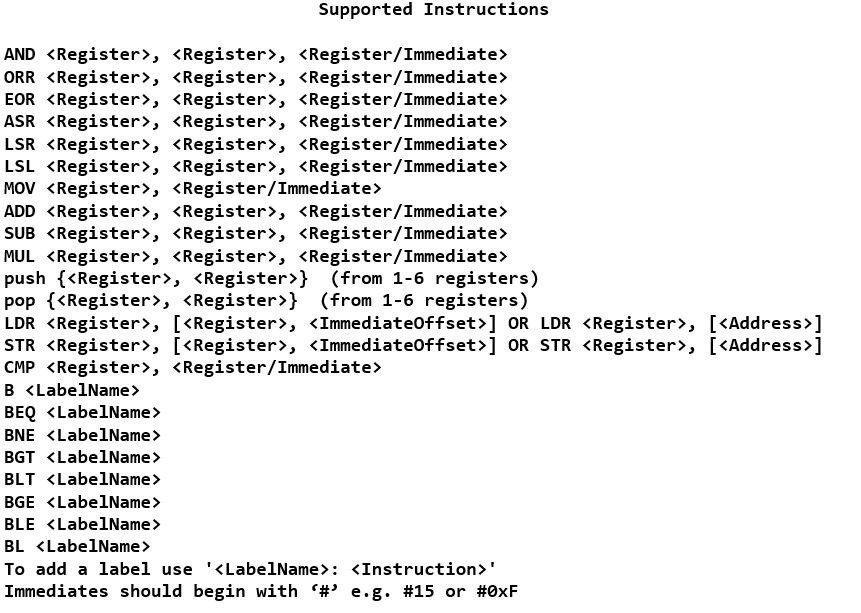 Supported Instructions
AND <Register>, <Register>, <Register/Immediate>
ORR <Register>, <Register>, <Register/Immediate>
EOR <Register>, <Register>, <Register/Immediate>
ASR <Register>, <Register>, <Register/Immediate>
LSR <Register>, <Register>, <Register/Immediate>
LSL <Register>, <Register>, <Register/Immediate>
MOV <Register>, <Register/Immediate>
ADD <Register>, <Register>, <Register/Immediate>
SUB <Register>, <Register>, <Register/Immediate>
MUL <Register>, <Register>, <Register/Immediate>
push {<Register>, <Register>}  (from 1-6 registers)
pop {<Register>, <Register>}  (from 1-6 registers)
LDR <Register>, [<Register>, <ImmediateOffset>] OR LDR <Register>, [<Address>]
STR <Register>, [<Register>, <ImmediateOffset>] OR STR <Register>, [<Address>]
CMP <Register>, <Register/Immediate>
B <LabelName>
BEQ <LabelName>
BNE <LabelName>
BGT <LabelName>
BLT <LabelName>
BGE <LabelName>
BLE <LabelName>
BL <LabelName>
To add a label use '<LabelName>: <Instruction>'
Immediates should begin with ‘#’ e.g. #15 or #0xF